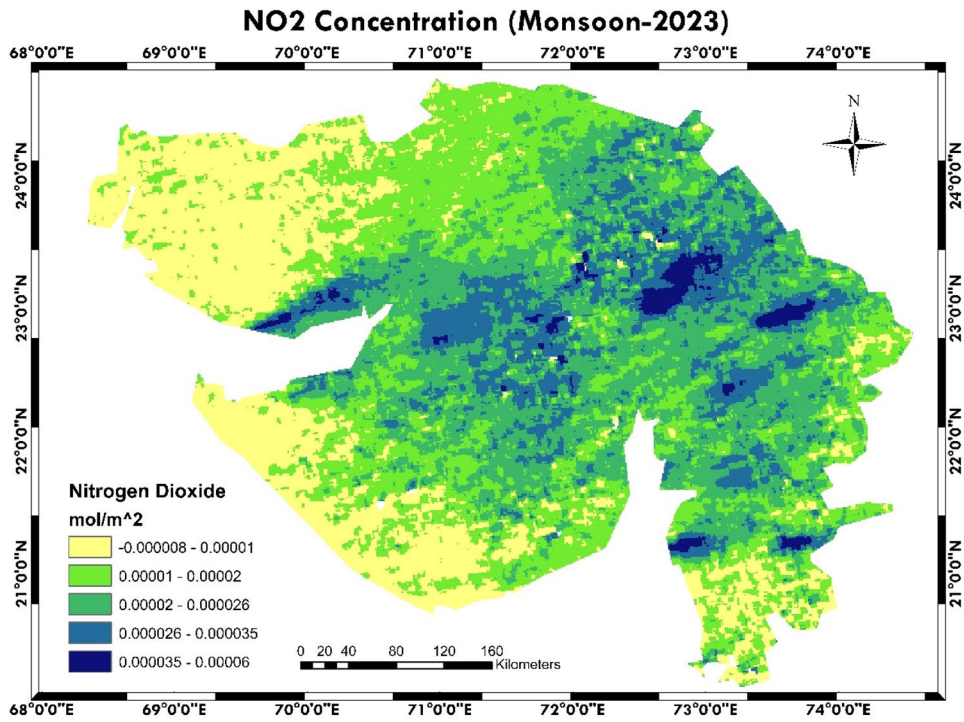 NO2 Concentration (Monsoon-2023)
68°0'0"E 69°0'0"E 70°0'0"E 71°0'0"E 72°0'0"E 73°0'0"E 74°0'0"E
N
24°0'0"N 24°0'0"N
23°0'0"N 23°0'0"N
22°0'0"N 22°0'0"N
21°0'0"N 21°0'0"N
Nitrogen Dioxide
mol/m^2
-0.000008 - 0.00001
0.00001 - 0.00002
0.00002 - 0.000026
0.000026 - 0.000035
0.000035 - 0.00006
0 20 40 80 120 160
Kilometers
68°0'0"E 69°0'0"E 70°0'0"E 71°0'0"E 72°0'0"E 73°0'0"E 74°0'0"E